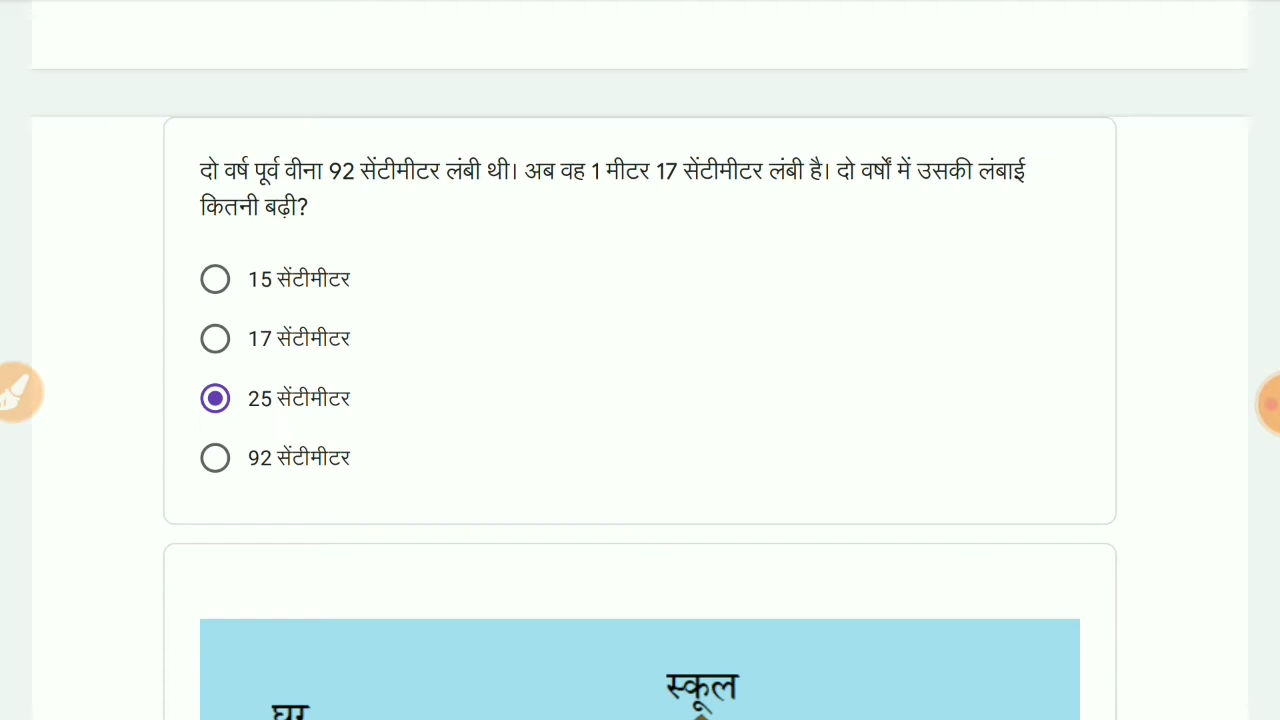 दो वर्ष पूर्व वीना 92 सेंटीमीटर लंबी थी। अब वह 1 मीटर 17 सेंटीमीटर लंबी है। दो वर्षों में उसकी लंबाई
कितनी बढ़ी?
15 सेंटीमीटर
17 सेंटीमीटर
25 सेंटीमीटर
92 सेंटीमीटर
स्कूल
घर